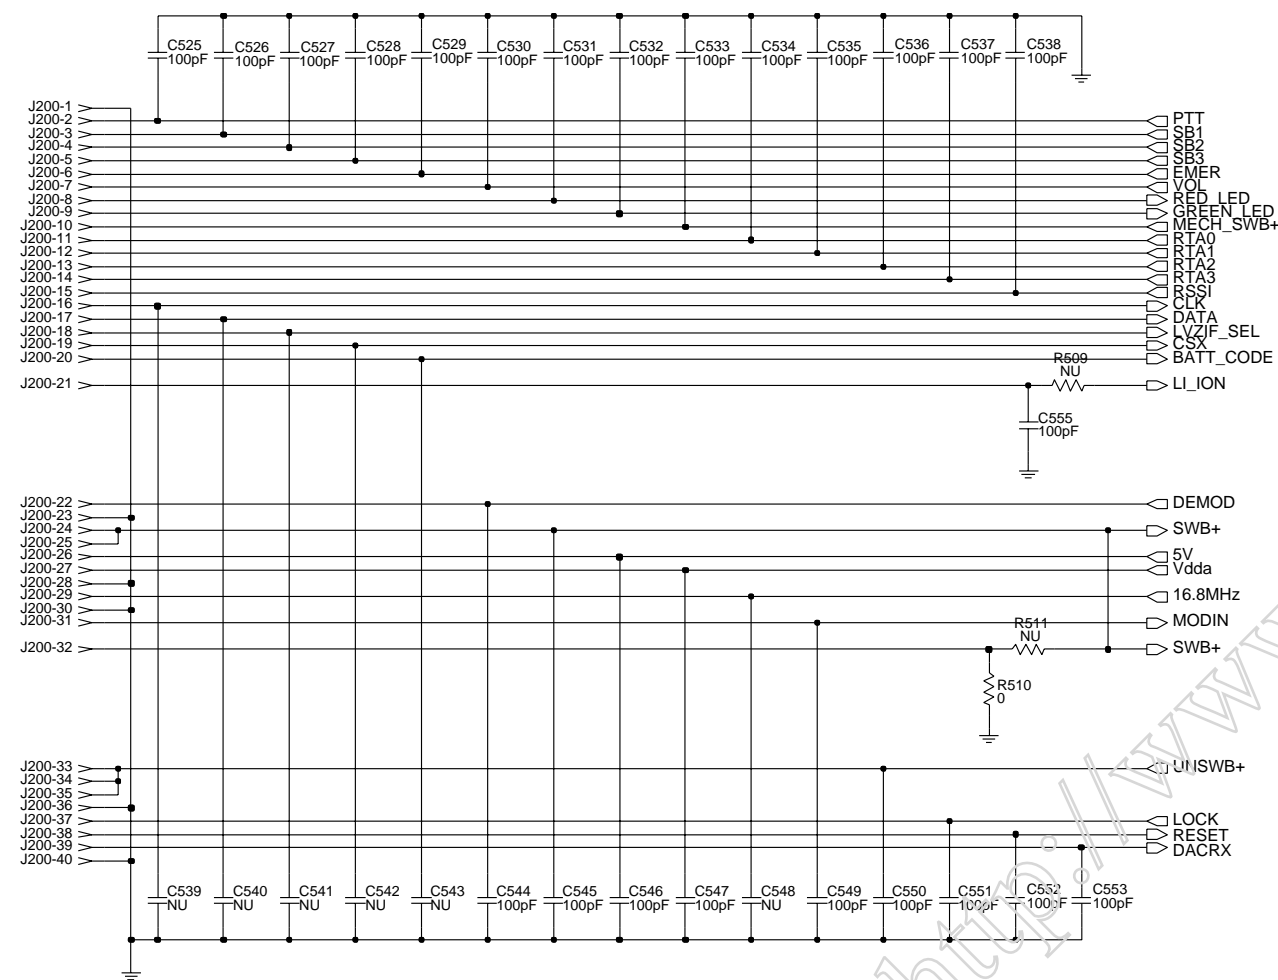 C525 C526 C527 C528 C529 C530 C531 C532 C533 C534 C535 C536 C537 C538
100pF 100pF 100pF 100pF 100pF 100pF 100pF 100pF 100pF 100pF 100pF 100pF 100pF 100pF
J200-1
J200-2 PTT
J200-3 SB1
J200-4 SB2
J200-5 SB3
J200-6 EMER
J200-7 VOL
J200-8 RED_LED
J200-9 GREEN_LED
J200-10 MECH_SWB+
J200-11 RTA0
J200-12 RTA1
J200-13 RTA2
J200-14 RTA3
J200-15 RSSI
J200-16 CLK
J200-17 DATA
J200-18 LVZIF_SEL
J200-19 CSX
J200-20 BATT_CODE
R509
NU
J200-21 LI_ION
C555
100pF
J200-22 DEMOD
J200-23
J200-24 SWB+
J200-25
J200-26 5V
J200-27 Vdda
J200-28
J200-29 16.8MHz
J200-30
J200-31 MODIN
R511
NU
J200-32 SWB+
R510
0
J200-33 UNSWB+
J200-34
J200-35
J200-36
J200-37 LOCK
J200-38 RESET
J200-39 DACRX
J200-40
C539 C540 C541 C542 C543 C544 C545 C546 C547 C548 C549 C550 C551 C552 C553
NU NU NU NU NU 100pF 100pF 100pF 100pF NU 100pF 100pF 100pF 100pF 100pF
http://www